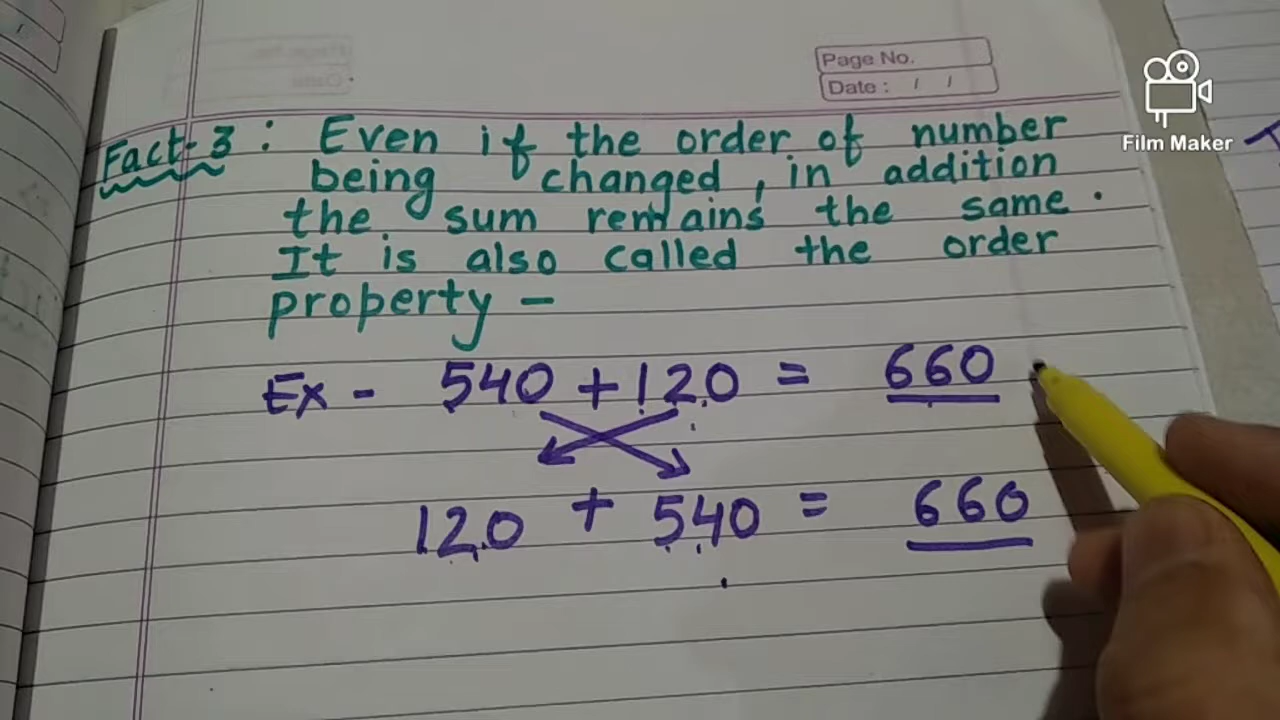 Page No.
Date : / /
Film Maker
Fact-3 : Even if the order of number
being changed, in addition
the sum remains the same.
It is also called the order
property -
Ex - 540 + 120 = 660
120 + 540 = 660